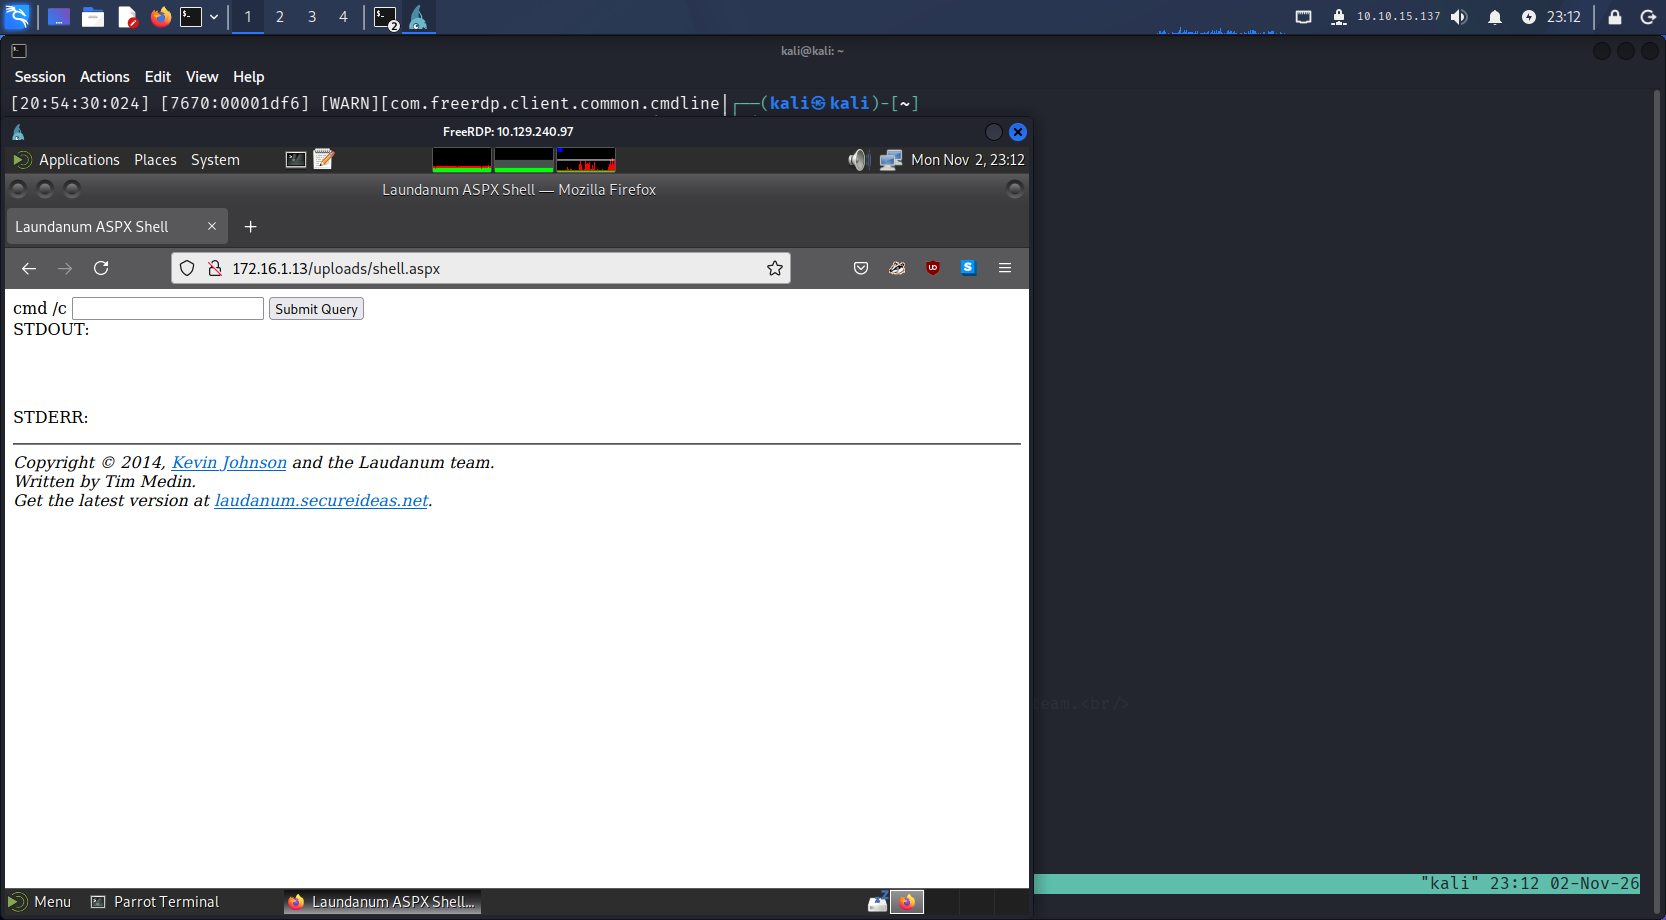 1 2 3 4 2 10.10.15.137 23:12
kali@kali: ~
Session Actions Edit View Help
[20:54:30:024] [7670:00001df6] [WARN][com.freerdp.client.common.cmdline ┌──(kali㉿kali)-[~]
FreeRDP: 10.129.240.97
Applications Places System Mon Nov 2, 23:12
Laundanum ASPX Shell — Mozilla Firefox
Laundanum ASPX Shell
172.16.1.13/uploads/shell.aspx
cmd /c Submit Query
STDOUT:
STDERR:
Copyright © 2014, Kevin Johnson and the Laudanum team.
Written by Tim Medin.
Get the latest version at laudanum.secureideas.net.
team.<br/>
"kali" 23:12 02-Nov-26
Menu Parrot Terminal Laundanum ASPX Shell...